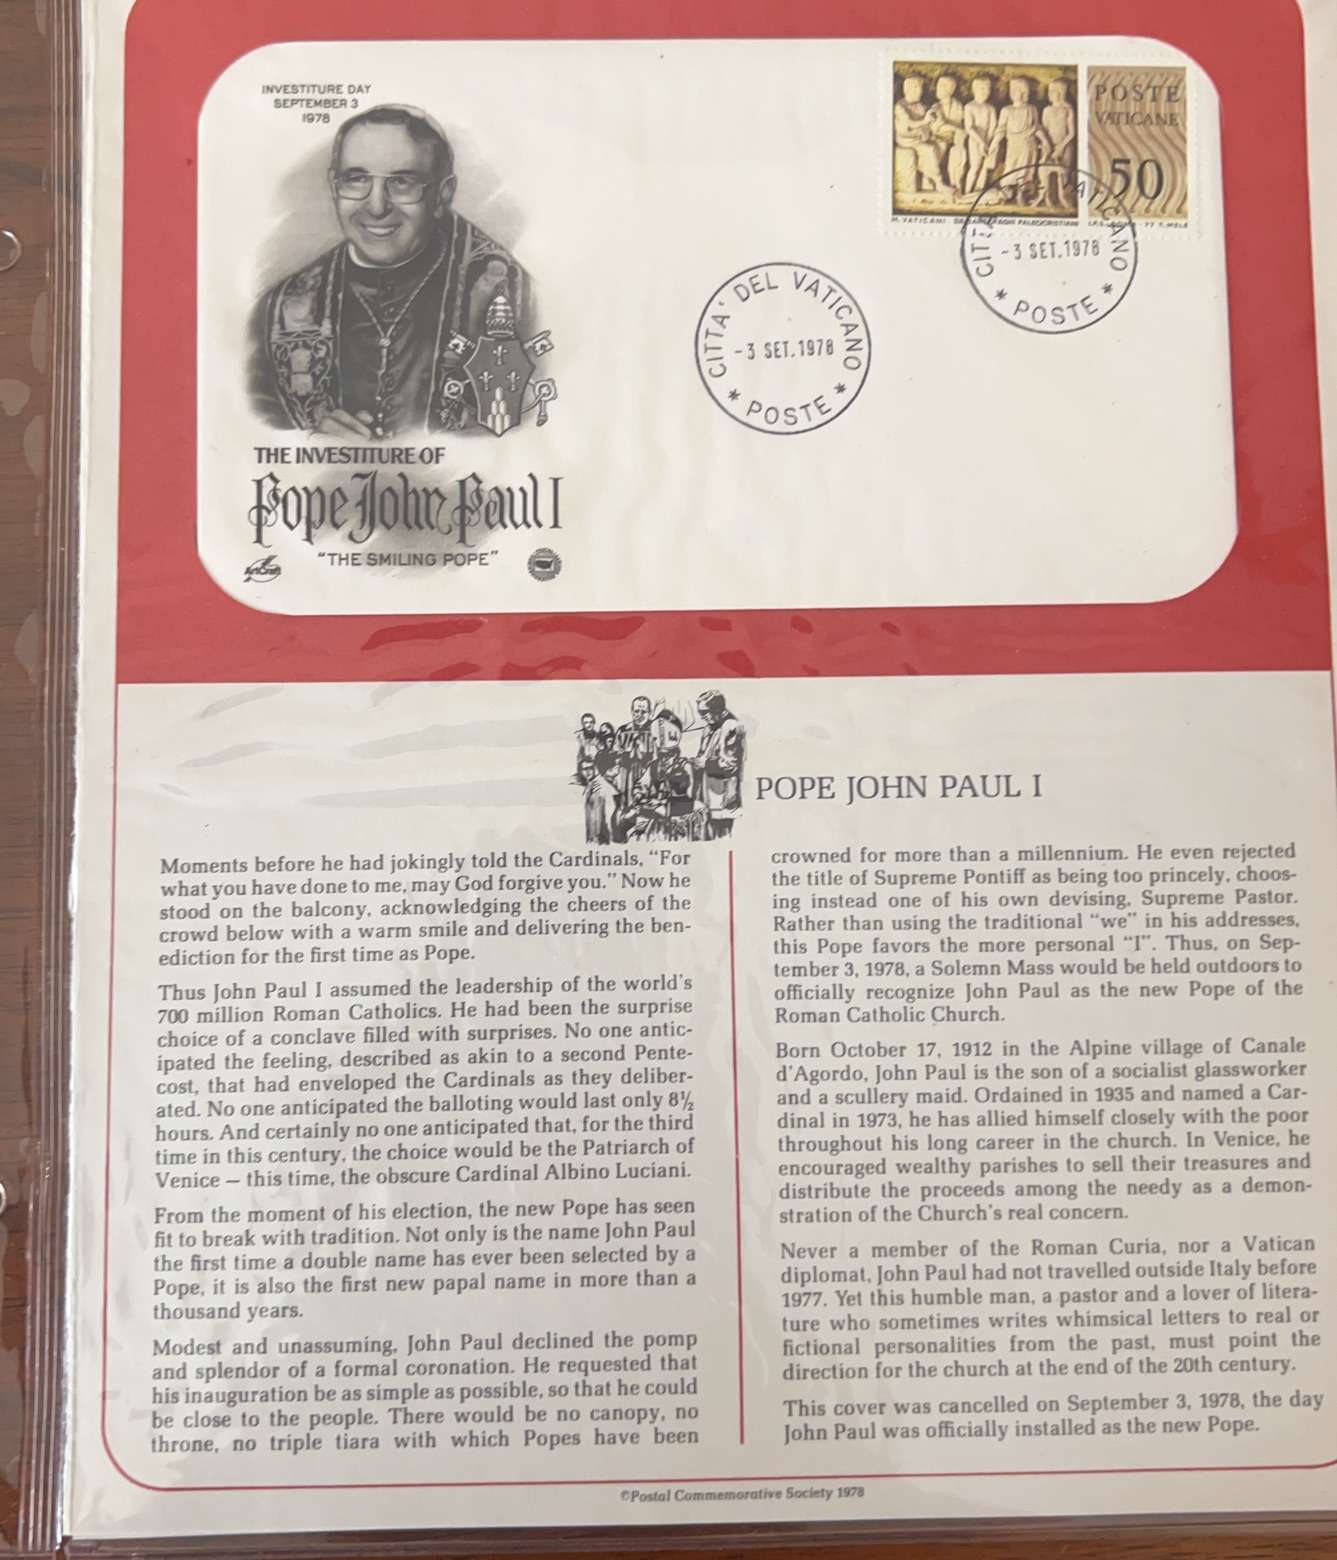 INVESTITURE DAY
SEPTEMBER 3
1978
THE INVESTITURE OF
Pope John Paul I
"THE SMILING POPE"
ArtCraft
POSTE
VATICANE
50
M. VATICANI
PALEOCRISTIANI
CITTA' DEL VATICANO
-3 SET. 1978
* POSTE *
CITTA' DEL VATICANO
-3 SET. 1978
* POSTE *
POPE JOHN PAUL I
Moments before he had jokingly told the Cardinals, "For
what you have done to me, may God forgive you." Now he
stood on the balcony, acknowledging the cheers of the
crowd below with a warm smile and delivering the ben-
ediction for the first time as Pope.
Thus John Paul I assumed the leadership of the world's
700 million Roman Catholics. He had been the surprise
choice of a conclave filled with surprises. No one antic-
ipated the feeling, described as akin to a second Pente-
cost, that had enveloped the Cardinals as they deliber-
ated. No one anticipated the balloting would last only 8½
hours. And certainly no one anticipated that, for the third
time in this century, the choice would be the Patriarch of
Venice — this time, the obscure Cardinal Albino Luciani.
From the moment of his election, the new Pope has seen
fit to break with tradition. Not only is the name John Paul
the first time a double name has ever been selected by a
Pope, it is also the first new papal name in more than a
thousand years.
Modest and unassuming, John Paul declined the pomp
and splendor of a formal coronation. He requested that
his inauguration be as simple as possible, so that he could
be close to the people. There would be no canopy, no
throne, no triple tiara with which Popes have been
crowned for more than a millennium. He even rejected
the title of Supreme Pontiff as being too princely, choos-
ing instead one of his own devising, Supreme Pastor.
Rather than using the traditional "we" in his addresses,
this Pope favors the more personal "I". Thus, on Sep-
tember 3, 1978, a Solemn Mass would be held outdoors to
officially recognize John Paul as the new Pope of the
Roman Catholic Church.
Born October 17, 1912 in the Alpine village of Canale
d'Agordo, John Paul is the son of a socialist glassworker
and a scullery maid. Ordained in 1935 and named a Car-
dinal in 1973, he has allied himself closely with the poor
throughout his long career in the church. In Venice, he
encouraged wealthy parishes to sell their treasures and
distribute the proceeds among the needy as a demon-
stration of the Church's real concern.
Never a member of the Roman Curia, nor a Vatican
diplomat, John Paul had not travelled outside Italy before
1977. Yet this humble man, a pastor and a lover of litera-
ture who sometimes writes whimsical letters to real or
fictional personalities from the past, must point the
direction for the church at the end of the 20th century.
This cover was cancelled on September 3, 1978, the day
John Paul was officially installed as the new Pope.
©Postal Commemorative Society 1978